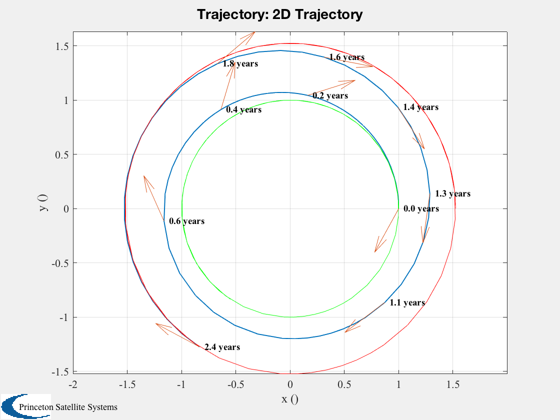 Trajectory: 2D Trajectory
1.5
1
0.5
0
-0.5
-1
-1.5
y ()
1.8 years
1.6 years
0.2 years
0.4 years
1.4 years
1.3 years
0.0 years
0.6 years
1.1 years
2.4 years
-2
-1.5
-1
-0.5
0
0.5
1
1.5
x ()
Princeton Satellite Systems